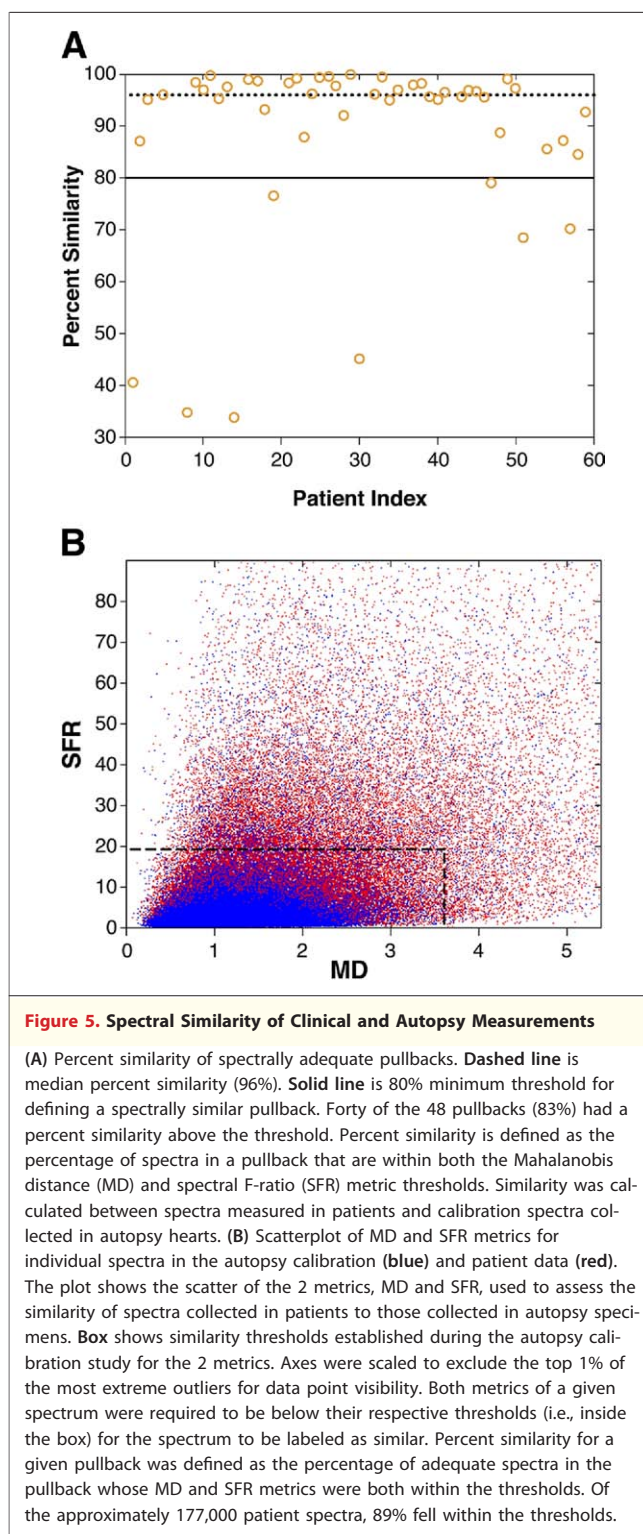 A
100
90
80
70
60
50
40
30
Percent Similarity
0 10 20 30 40 50 60
Patient Index
B
80
70
60
50
40
30
20
10
0
SFR
0 1 2 3 4 5
MD
Figure 5. Spectral Similarity of Clinical and Autopsy Measurements
(A) Percent similarity of spectrally adequate pullbacks. Dashed line is
median percent similarity (96%). Solid line is 80% minimum threshold for
defining a spectrally similar pullback. Forty of the 48 pullbacks (83%) had a
percent similarity above the threshold. Percent similarity is defined as the
percentage of spectra in a pullback that are within both the Mahalanobis
distance (MD) and spectral F-ratio (SFR) metric thresholds. Similarity was cal-
culated between spectra measured in patients and calibration spectra col-
lected in autopsy hearts. (B) Scatterplot of MD and SFR metrics for
individual spectra in the autopsy calibration (blue) and patient data (red).
The plot shows the scatter of the 2 metrics, MD and SFR, used to assess the
similarity of spectra collected in patients to those collected in autopsy speci-
mens. Box shows similarity thresholds established during the autopsy cali-
bration study for the 2 metrics. Axes were scaled to exclude the top 1% of
the most extreme outliers for data point visibility. Both metrics of a given
spectrum were required to be below their respective thresholds (i.e., inside
the box) for the spectrum to be labeled as similar. Percent similarity for a
given pullback was defined as the percentage of adequate spectra in the
pullback whose MD and SFR metrics were both within the thresholds. Of
the approximately 177,000 patient spectra, 89% fell within the thresholds.